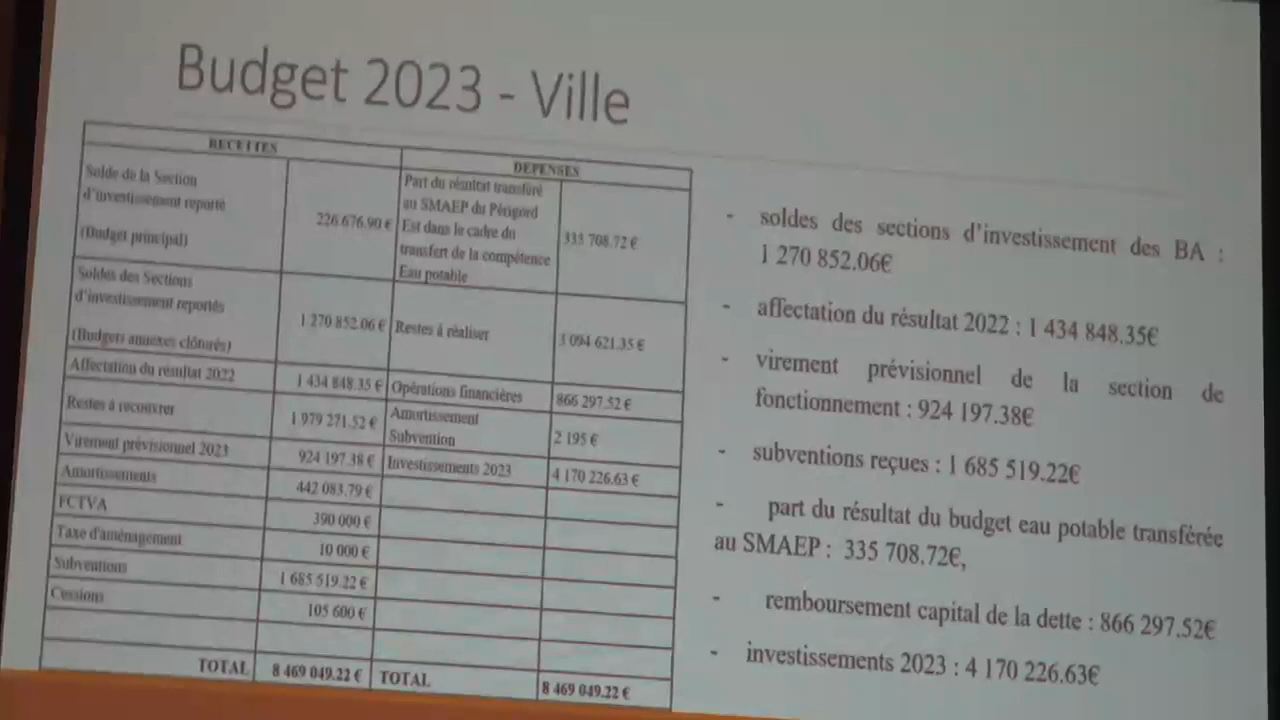 Budget 2023 - Ville
RECETTES
DEPENSES
Solde de la Section
d'investissement reporté
(Budget principal)
226 676.90 €
Part du résultat transféré
au SMAEP du Périgord
Est dans le cadre du
transfert de la compétence
Eau potable
335 708.72 €
Soldes des Sections
d'investissement reportés
(Budgets annexes clôturés)
1 270 852.06 €
Restes à réaliser
3 094 621.35 €
Affectation du résultat 2022
1 434 848.35 €
Opérations financières
866 297.52 €
Restes à recouvrer
1 979 271.52 €
Amortissement
Subvention
2 195 €
Virement prévisionnel 2023
924 197.38 €
Investissements 2023
4 170 226.63 €
Amortissements
442 083.79 €
FCTVA
390 000 €
Taxe d'aménagement
10 000 €
Subventions
1 685 519.22 €
Cessions
105 600 €
TOTAL
8 469 049.22 €
TOTAL
8 469 049.22 €
- soldes des sections d'investissement des BA :
1 270 852.06€
- affectation du résultat 2022 : 1 434 848.35€
- virement prévisionnel de la section de
fonctionnement : 924 197.38€
- subventions reçues : 1 685 519.22€
- part du résultat du budget eau potable transférée
au SMAEP : 335 708.72€,
- remboursement capital de la dette : 866 297.52€
- investissements 2023 : 4 170 226.63€